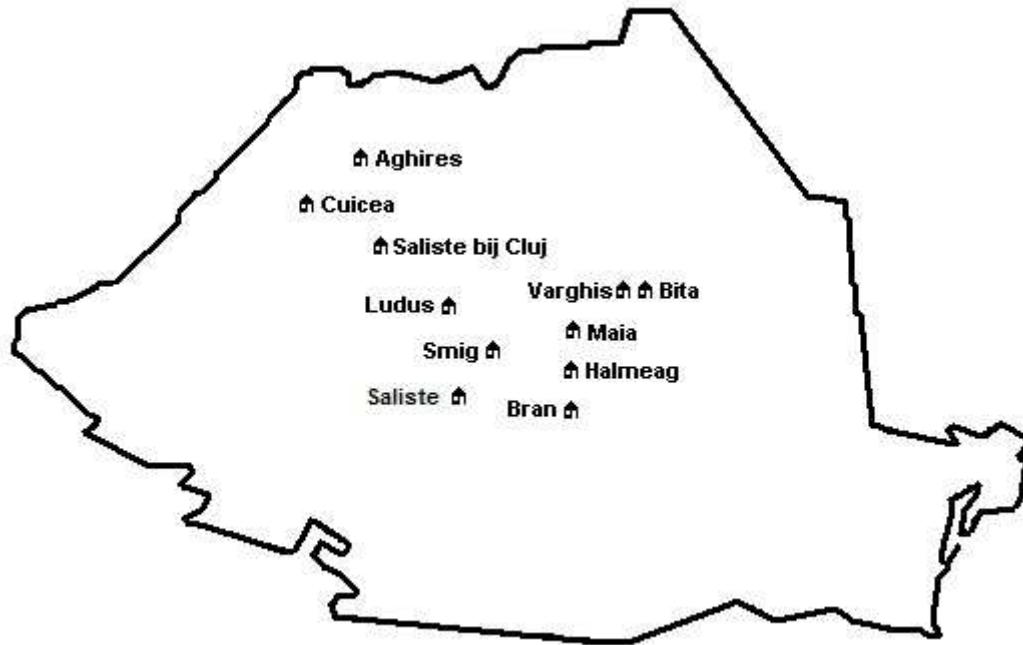 Aghires
Cuicea
Saliste bij Cluj
Varghis Bita
Ludus
Maia
Smig
Halmeag
Saliste
Bran